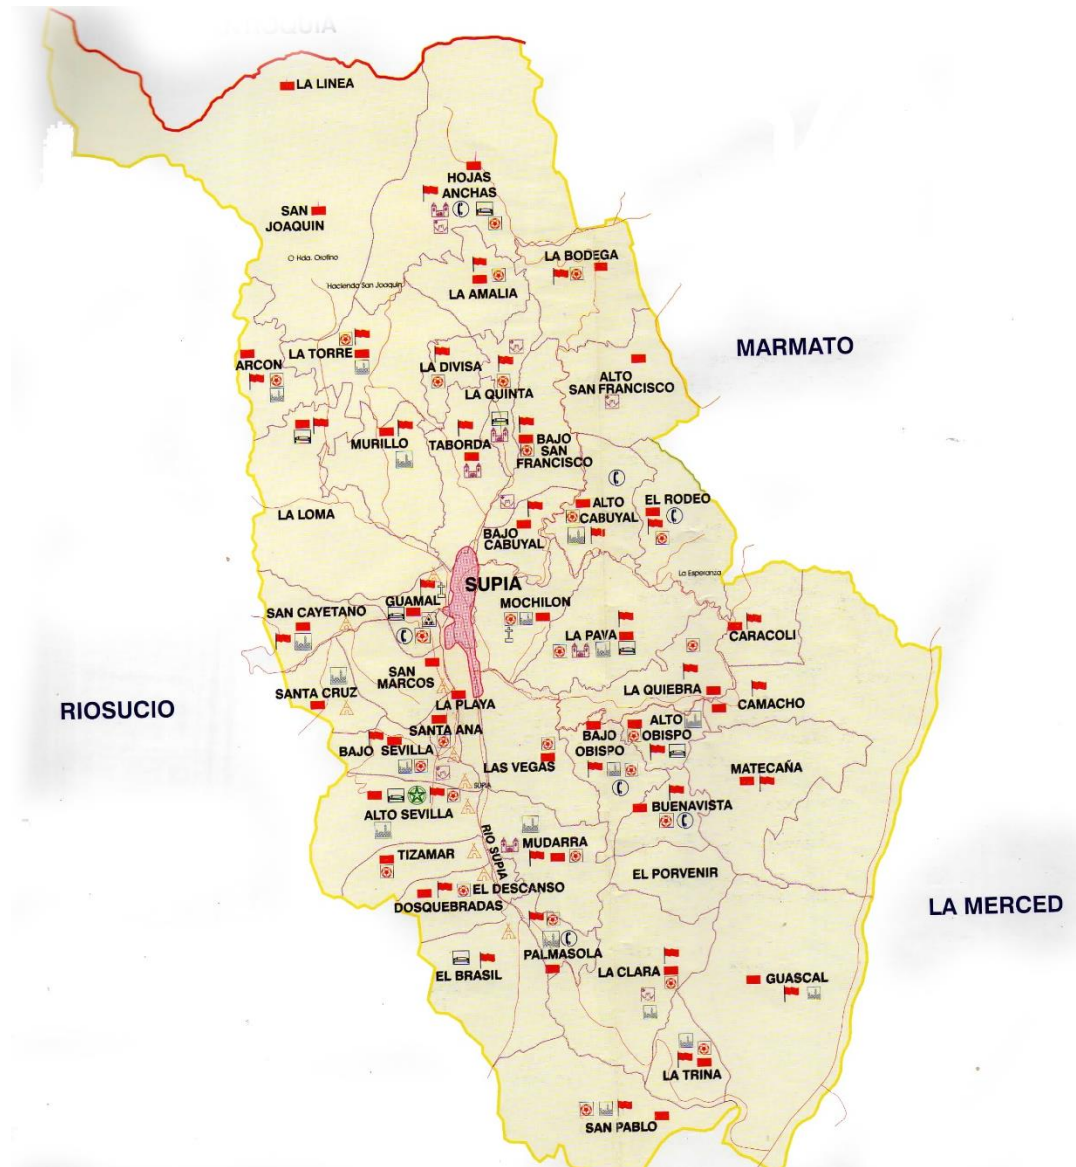 LA LINEA
HOJAS
ANCHAS
SAN
JOAQUIN
O Hda. Orofino
LA BODEGA
Hacienda San Joaquin
LA AMALIA
MARMATO
LA TORRE
ARCON
LA DIVISA
LA QUINTA
ALTO
SAN FRANCISCO
MURILLO
TABORDA
BAJO
SAN
FRANCISCO
LA LOMA
ALTO
CABUYAL
EL RODEO
BAJO
CABUYAL
La Esperanza
SUPIA
GUAMAL
MOCHILON
SAN CAYETANO
LA PAVA
CARACOLI
SAN
MARCOS
SANTA CRUZ
LA PLAYA
LA QUIEBRA
CAMACHO
RIOSUCIO
SANTA ANA
BAJO SEVILLA
BAJO
OBISPO
ALTO
OBISPO
LAS VEGAS
MATECAÑA
SUPIA
ALTO SEVILLA
BUENAVISTA
RIO SUPIA
MUDARRA
TIZAMAR
EL PORVENIR
EL DESCANSO
DOSQUEBRADAS
LA MERCED
PALMASOLA
EL BRASIL
LA CLARA
GUASCAL
LA TRINA
SAN PABLO